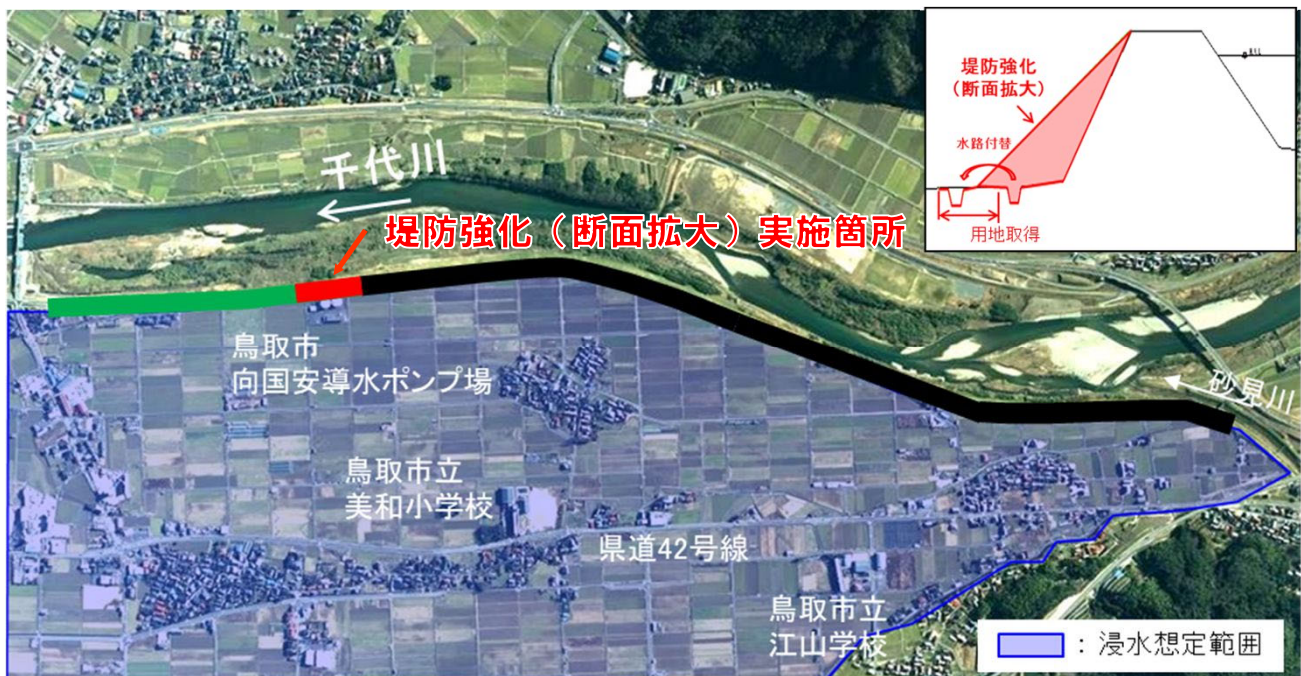 千代川
堤防強化（断面拡大）実施箇所
堤防強化
（断面拡大）
水路付替
用地取得
鳥取市
向国安導水ポンプ場
砂見川
鳥取市立
美和小学校
県道42号線
鳥取市立
江山学校
：浸水想定範囲